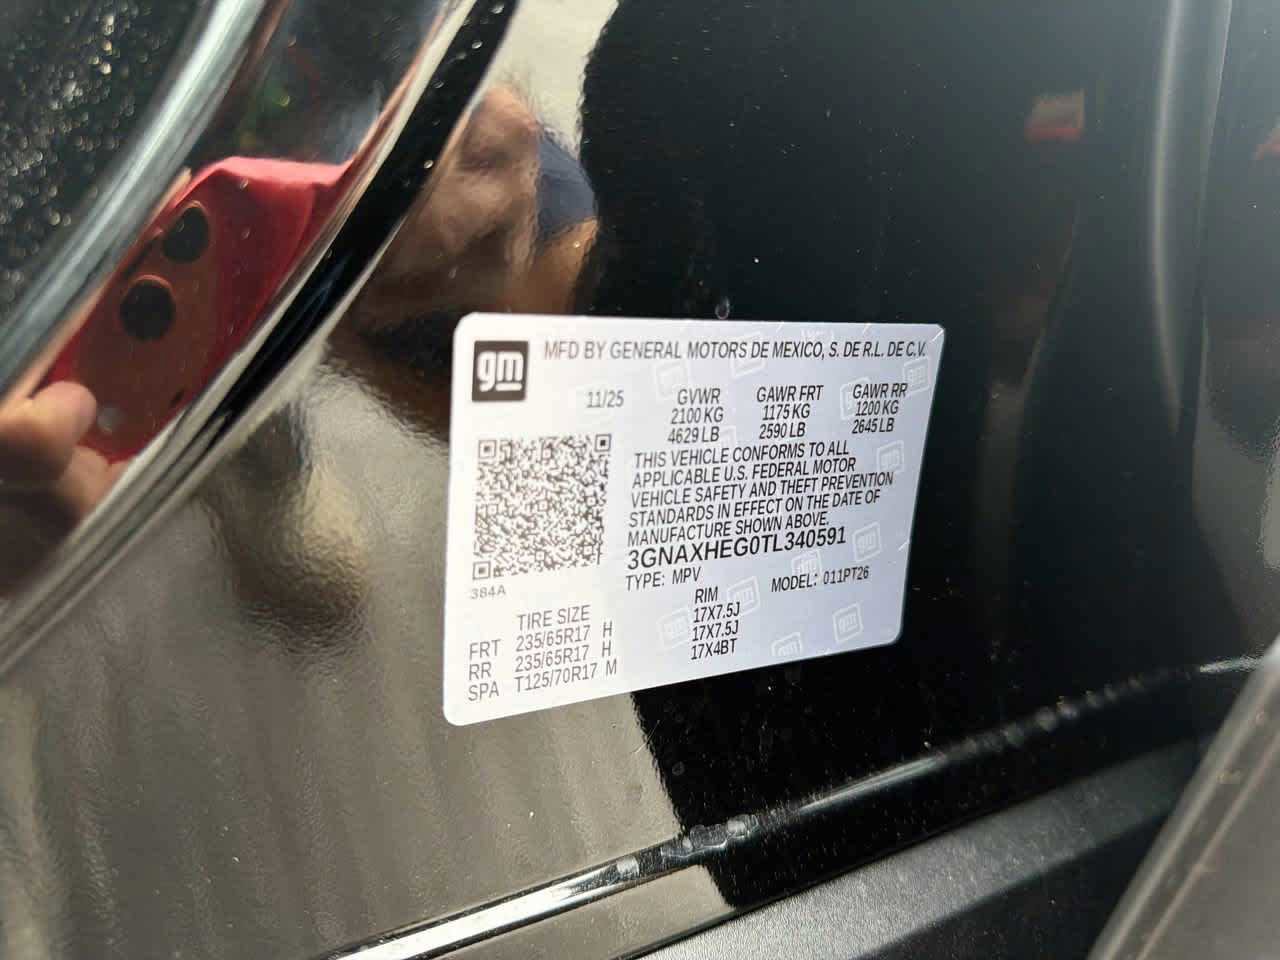 gm
MFD BY GENERAL MOTORS DE MEXICO, S. DE R.L. DE C.V.
11/25 GVWR GAWR FRT GAWR RR
2100 KG 1175 KG 1200 KG
4629 LB 2590 LB 2645 LB
THIS VEHICLE CONFORMS TO ALL
APPLICABLE U.S. FEDERAL MOTOR
VEHICLE SAFETY AND THEFT PREVENTION
STANDARDS IN EFFECT ON THE DATE OF
MANUFACTURE SHOWN ABOVE.
3GNAXHEG0TL340591
TYPE: MPV MODEL: 011PT26
384A
TIRE SIZE RIM
FRT 235/65R17 H 17X7.5J
RR 235/65R17 H 17X7.5J
SPA T125/70R17 M 17X4BT